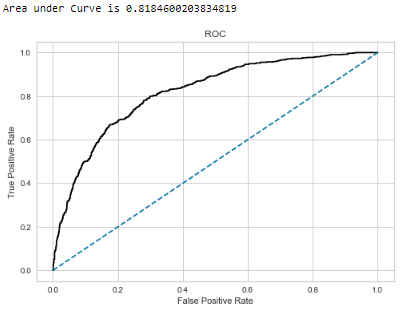 Area under Curve is 0.8184600203834819
ROC
1.0
0.8
0.6
0.4
0.2
0.0
True Positive Rate
0.0 0.2 0.4 0.6 0.8 1.0
False Positive Rate